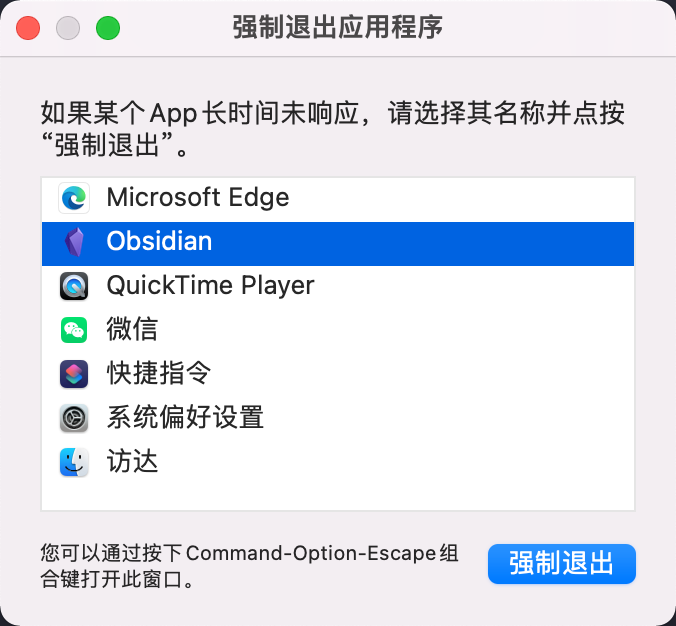 强制退出应用程序
如果某个App长时间未响应，请选择其名称并点按
“强制退出”。
Microsoft Edge
Obsidian
QuickTime Player
微信
快捷指令
系统偏好设置
访达
您可以通过按下Command-Option-Escape组
合键打开此窗口。
强制退出